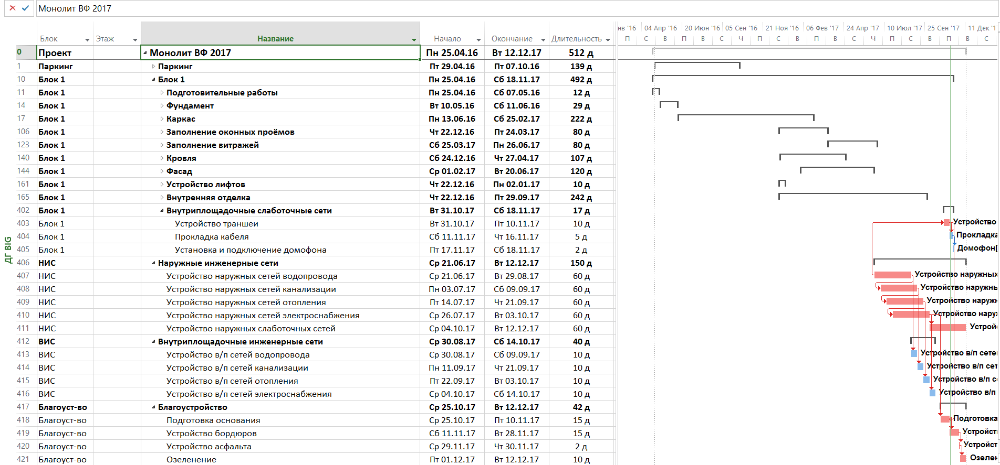 Монолит ВФ 2017
Блок Этаж Название Начало Окончание Длительность
нв '16 04 Апр '16 20 Июн '16 05 Сен '16 21 Ноя '16 06 Фев '17 24 Апр '17 10 Июл '17 25 Сен '17 11 Дек '1
П С В П В С Ч П С В П В С Ч П С В П В С
ДГ BIG
0 Проект Монолит ВФ 2017 Пн 25.04.16 Вт 12.12.17 512 д
1 Паркинг Паркинг Пт 29.04.16 Пт 07.10.16 139 д
10 Блок 1 Блок 1 Пн 25.04.16 Сб 18.11.17 492 д
11 Блок 1 Подготовительные работы Пн 25.04.16 Сб 07.05.16 12 д
14 Блок 1 Фундамент Вт 10.05.16 Сб 11.06.16 29 д
17 Блок 1 Каркас Пн 13.06.16 Сб 25.02.17 222 д
106 Блок 1 Заполнение оконных проёмов Чт 22.12.16 Пт 24.03.17 80 д
123 Блок 1 Заполнение витражей Сб 25.03.17 Пн 26.06.17 80 д
140 Блок 1 Кровля Сб 24.12.16 Чт 27.04.17 107 д
144 Блок 1 Фасад Ср 01.02.17 Вт 20.06.17 120 д
161 Блок 1 Устройство лифтов Чт 22.12.16 Пн 02.01.17 10 д
165 Блок 1 Внутренняя отделка Чт 22.12.16 Пт 29.09.17 242 д
402 Блок 1 Внутриплощадочные слаботочные сети Вт 31.10.17 Сб 18.11.17 17 д
403 Блок 1 Устройство траншеи Вт 31.10.17 Пт 10.11.17 10 д Устройство
404 Блок 1 Прокладка кабеля Сб 11.11.17 Чт 16.11.17 5 д Прокладка
405 Блок 1 Установка и подключение домофона Пт 17.11.17 Сб 18.11.17 2 д Домофон[
406 НИС Наружные инженерные сети Ср 21.06.17 Вт 12.12.17 150 д
407 НИС Устройство наружных сетей водопровода Ср 21.06.17 Вт 29.08.17 60 д Устройство наружных
408 НИС Устройство наружных сетей канализации Пн 03.07.17 Сб 09.09.17 60 д Устройство наружны
409 НИС Устройство наружных сетей отопления Пт 14.07.17 Чт 21.09.17 60 д Устройство наружн
410 НИС Устройство наружных сетей электроснабжения Ср 26.07.17 Вт 03.10.17 60 д Устройство нару
411 НИС Устройство наружных слаботочных сетей Ср 04.10.17 Вт 12.12.17 60 д Устрой
412 ВИС Внутриплощадочные инженерные сети Ср 30.08.17 Сб 14.10.17 40 д
413 ВИС Устройство в/п сетей водопровода Ср 30.08.17 Сб 09.09.17 10 д Устройство в/п сете
414 ВИС Устройство в/п сетей канализации Пн 11.09.17 Чт 21.09.17 10 д Устройство в/п сет
415 ВИС Устройство в/п сетей отопления Пт 22.09.17 Вт 03.10.17 10 д Устройство в/п с
416 ВИС Устройство в/п сетей электроснабжения Ср 04.10.17 Сб 14.10.17 10 д Устройство в/п
417 Благоуст-во Благоустройство Ср 25.10.17 Вт 12.12.17 42 д
418 Благоуст-во Подготовка основания Ср 25.10.17 Пт 10.11.17 15 д Подготовка
419 Благоуст-во Устройство бордюров Сб 11.11.17 Вт 28.11.17 15 д Устройст
420 Благоуст-во Устройство асфальта Ср 29.11.17 Чт 30.11.17 2 д Устройст
421 Благоуст-во Озеленение Пт 01.12.17 Вт 12.12.17 10 д Озелен